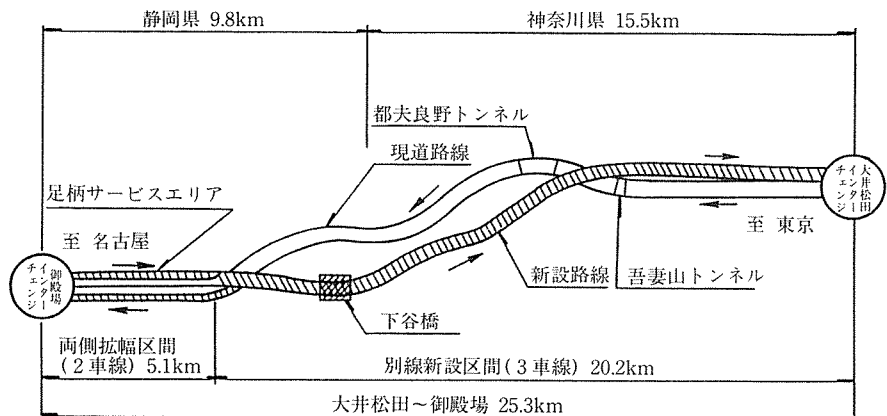 静岡県 9.8km
神奈川県 15.5km
都夫良野トンネル
現道路線
足柄サービスエリア
至 名古屋
大井松田
インター
チェンジ
至 東京
御殿場
インター
チェンジ
新設路線
吾妻山トンネル
下谷橋
両側拡幅区間
(2車線) 5.1km
別線新設区間(3車線) 20.2km
大井松田～御殿場 25.3km